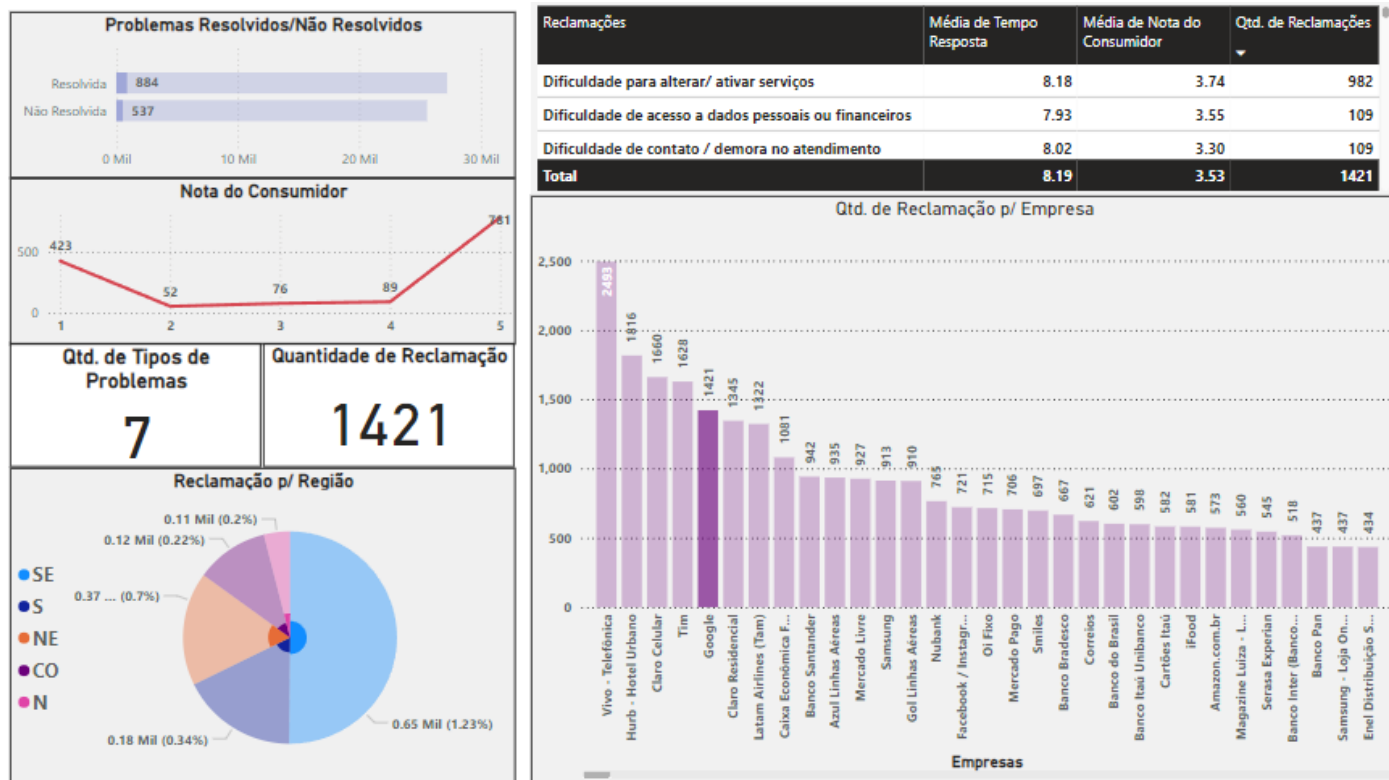 Problemas Resolvidos/Não Resolvidos
Resolvida
884
Não Resolvida
537
0 Mil
10 Mil
20 Mil
30 Mil
Nota do Consumidor
500
0
423
52
76
89
781
1
2
3
4
5
Qtd. de Tipos de
Problemas
7
Quantidade de Reclamação
1421
Reclamação p/ Região
SE
S
NE
CO
N
0.11 Mil (0.2%)
0.12 Mil (0.22%)
0.37 ... (0.7%)
0.18 Mil (0.34%)
0.65 Mil (1.23%)
Reclamações
Média de Tempo
Resposta
Média de Nota do
Consumidor
Qtd. de Reclamações
Dificuldade para alterar/ ativar serviços 8.18 3.74 982
Dificuldade de acesso a dados pessoais ou financeiros 7.93 3.55 109
Dificuldade de contato / demora no atendimento 8.02 3.30 109
Total 8.19 3.53 1421
Qtd. de Reclamação p/ Empresa
2,500
2,000
1,500
1,000
500
0
2493
1816
1660
1628
1421
1345
1322
1081
942
935
927
913
910
765
721
715
706
697
667
621
602
598
582
581
573
560
545
518
437
437
434
Vivo - Telefônica
Hurb - Hotel Urbano
Claro Celular
Tim
Google
Claro Residencial
Latam Airlines (Tam)
Caixa Econômica F...
Banco Santander
Azul Linhas Aéreas
Mercado Livre
Samsung
Gol Linhas Aéreas
Nubank
Facebook / Instagr...
Oi Fixo
Mercado Pago
Smiles
Banco Bradesco
Correios
Banco do Brasil
Banco Itaú Unibanco
Cartões Itaú
iFood
Amazon.com.br
Magazine Luiza - L...
Serasa Experian
Banco Inter (Banco...
Banco Pan
Samsung - Loja On...
Enel Distribuição S...
Empresas